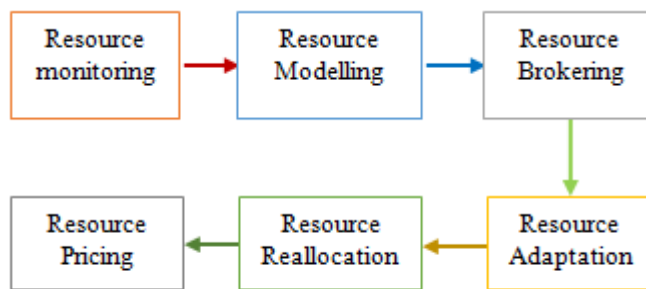 Resource
monitoring
Resource
Modelling
Resource
Brokering
Resource
Adaptation
Resource
Reallocation
Resource
Pricing